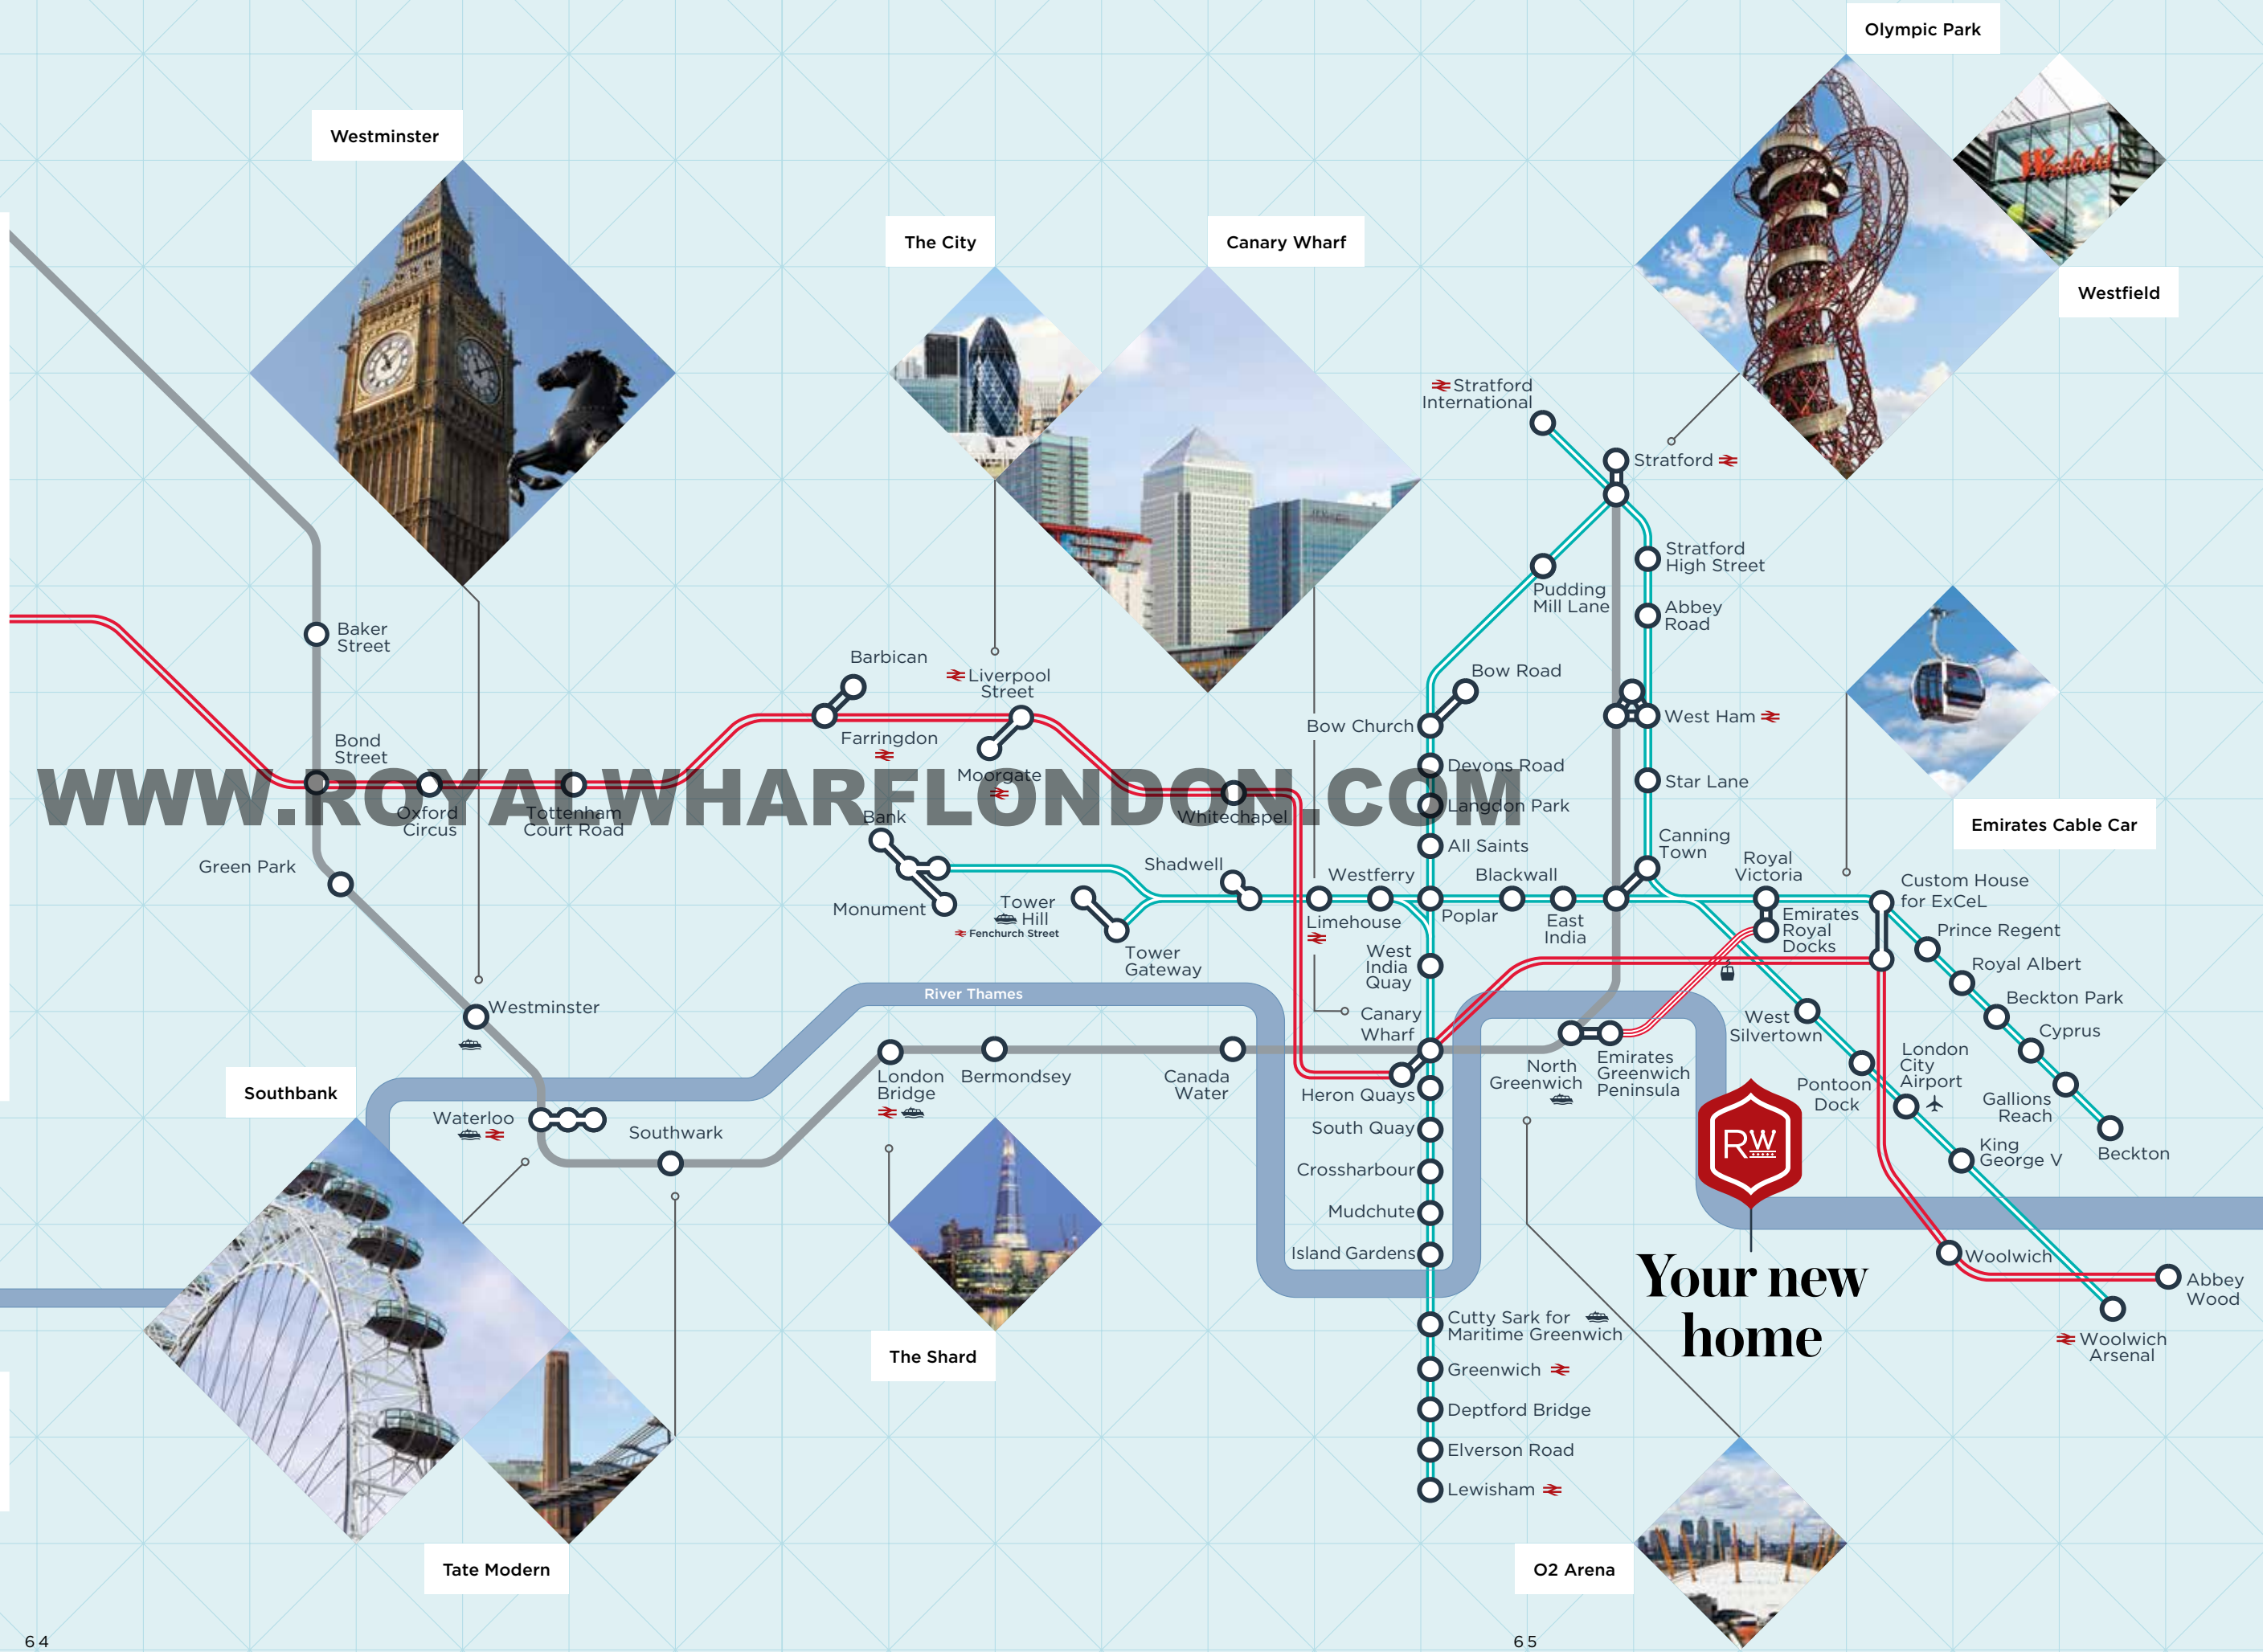 Olympic Park
Westminster
Westfield
The City
Canary Wharf
Westfield
Stratford
International
Stratford
Stratford
High Street
Pudding
Mill Lane
Abbey
Road
Baker
Street
Barbican
Liverpool
Street
Bow Road
Bow Church
West Ham
Farringdon
Bond
Street
Moorgate
Devons Road
Star Lane
WWW.ROYALWHARFLONDON.COM
Langdon Park
Oxford
Circus
Tottenham
Court Road
Bank
Whitechapel
Emirates Cable Car
All Saints
Canning
Town
Green Park
Shadwell
Westferry
Blackwall
Royal
Victoria
Custom House
for ExCeL
Monument
Tower
Hill
Fenchurch Street
Limehouse
Poplar
East
India
Emirates
Royal
Docks
Prince Regent
Tower
Gateway
West
India
Quay
Royal Albert
River Thames
Beckton Park
Westminster
Canary
Wharf
West
Silvertown
Cyprus
London
City
Airport
North
Greenwich
Emirates
Greenwich
Peninsula
London
Bridge
Bermondsey
Canada
Water
Heron Quays
Pontoon
Dock
Gallions
Reach
Southbank
Waterloo
Southwark
South Quay
RW
King
George V
Beckton
Crossharbour
Mudchute
Island Gardens
Woolwich
Your new
home
Abbey
Wood
Cutty Sark for
Maritime Greenwich
Woolwich
Arsenal
The Shard
Greenwich
Deptford Bridge
Elverson Road
Lewisham
Tate Modern
O2 Arena
64
65